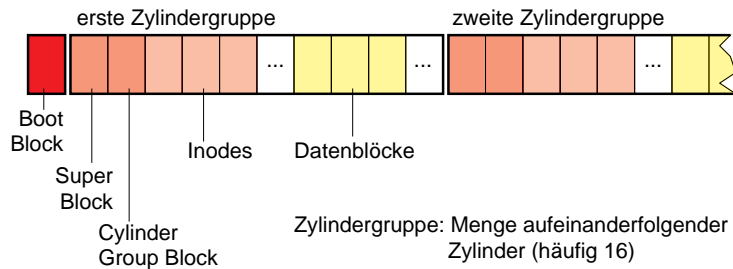 erste Zylindergruppe
zweite Zylindergruppe
...
...
...
Boot
Block
Inodes
Datenblöcke
Super
Block
Cylinder
Group Block
Zylindergruppe: Menge aufeinanderfolgender
Zylinder (häufig 16)